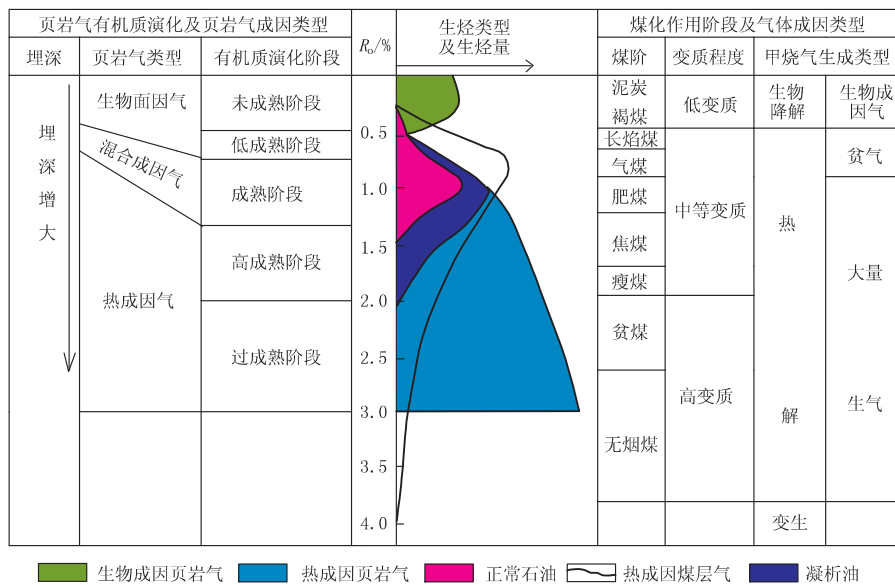 页岩气有机质演化及页岩气成因类型
埋深
页岩气类型
有机质演化阶段
Ro/%
生烃类型
及生烃量
煤化作用阶段及气体成因类型
煤阶
变质程度
甲烷气生成类型
埋深增大
生物面因气
混合成因气
热成因气
未成熟阶段
低成熟阶段
成熟阶段
高成熟阶段
过成熟阶段
0.5
1.0
1.5
2.0
2.5
3.0
3.5
4.0
泥炭
褐煤
长焰煤
气煤
肥煤
焦煤
瘦煤
贫煤
无烟煤
低变质
中等变质
高变质
生物
降解
热
解
变生
生物成
因气
贫气
大量
生气
生物成因页岩气
热成因页岩气
正常石油
热成因煤层气
凝析油